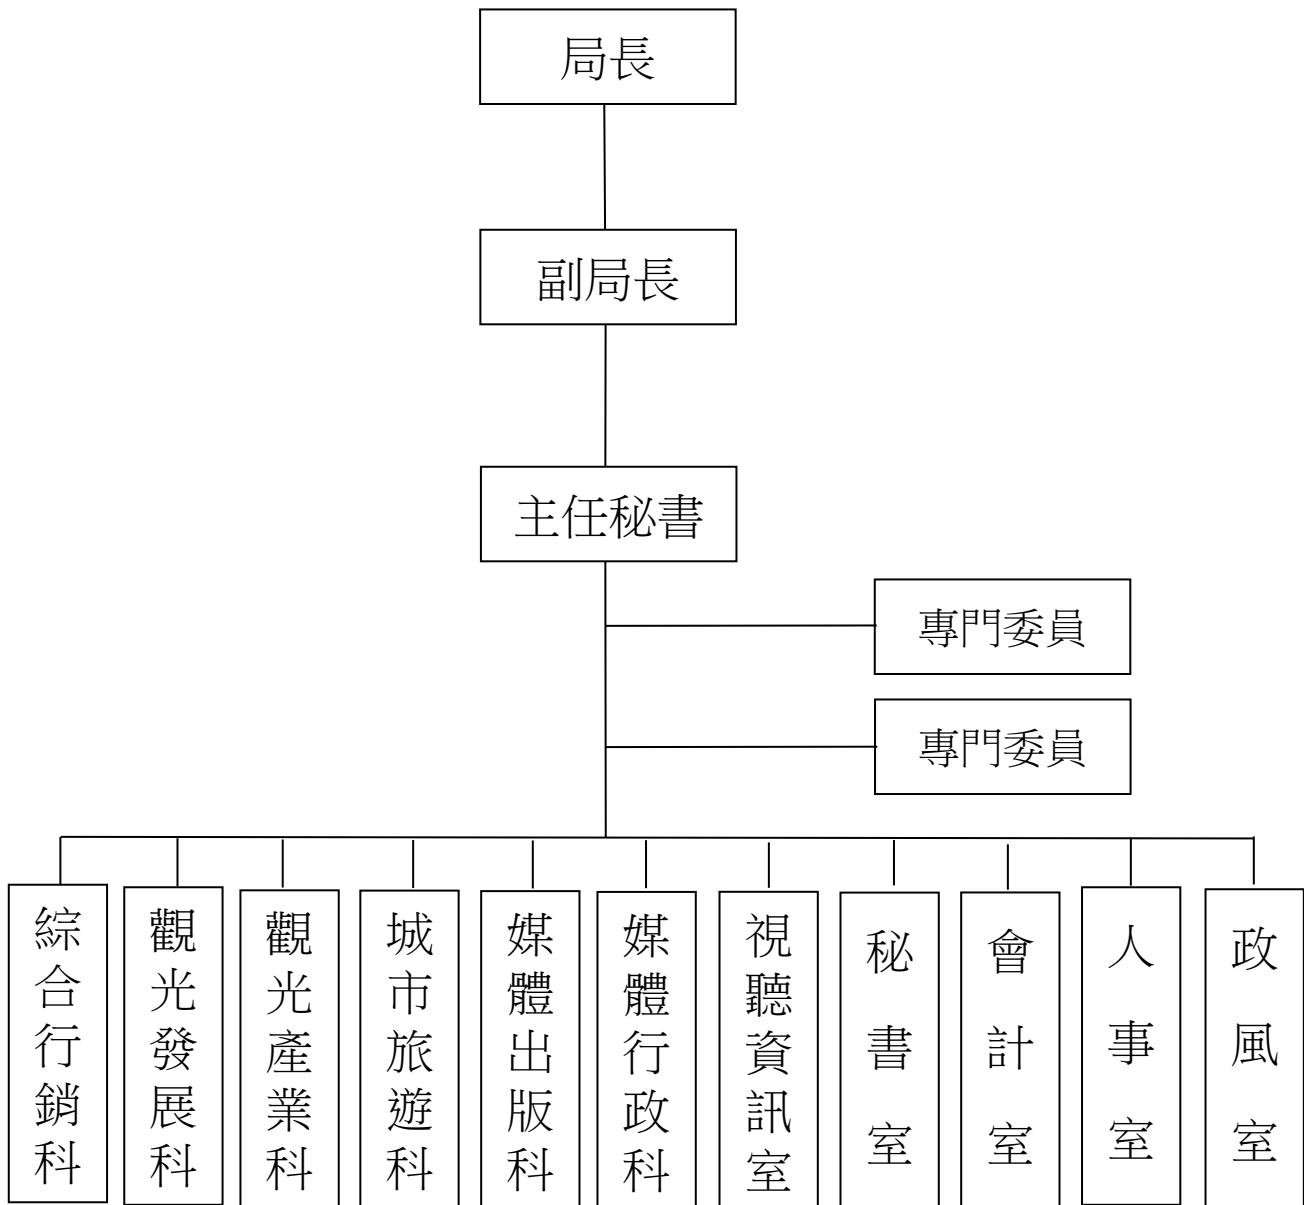 局長
副局長
主任秘書
專門委員
專門委員
綜合行銷科
觀光發展科
觀光產業科
城市旅遊科
媒體出版科
媒體行政科
視聽資訊室
秘書室
會計室
人事室
政風室